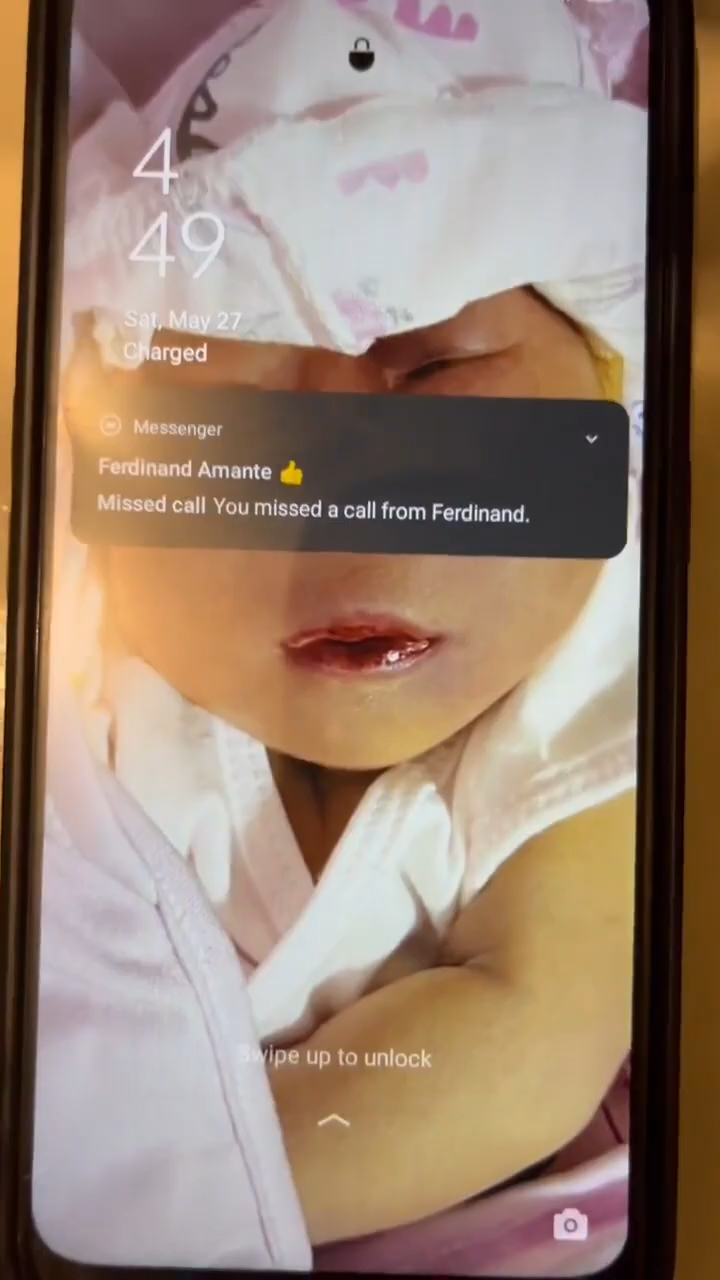 4
49
Sat, May 27
Charged
Messenger
Ferdinand Amante 👍
Missed call You missed a call from Ferdinand.
Swipe up to unlock